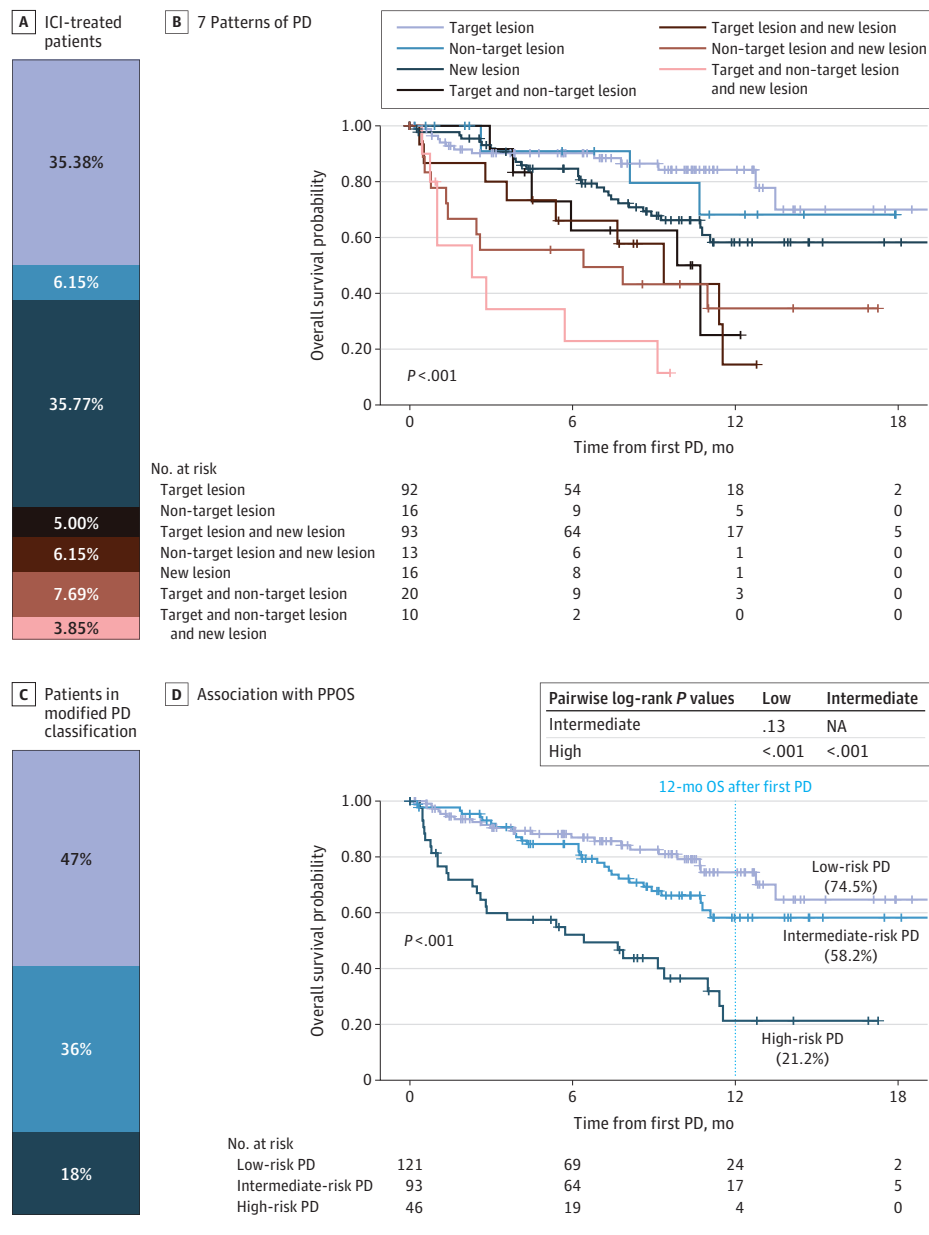 A ICI-treated patients
35.38%
6.15%
35.77%
5.00%
6.15%
7.69%
3.85%
B 7 Patterns of PD
Target lesion
Non-target lesion
New lesion
Target and non-target lesion
Target lesion and new lesion
Non-target lesion and new lesion
Target and non-target lesion
and new lesion
Overall survival probability
1.00
0.80
0.60
0.40
0.20
0
P<.001
0 6 12 18
Time from first PD, mo
No. at risk
Target lesion 92 54 18 2
Non-target lesion 16 9 5 0
Target lesion and new lesion 93 64 17 5
Non-target lesion and new lesion 13 6 1 0
New lesion 16 8 1 0
Target and non-target lesion 20 9 3 0
Target and non-target lesion 10 2 0 0
and new lesion
C Patients in
modified PD
classification
47%
36%
18%
D Association with PPOS
Pairwise log-rank P values Low Intermediate
Intermediate .13 NA
High <.001 <.001
12-mo OS after first PD
Overall survival probability
1.00
0.80
0.60
0.40
0.20
0
P<.001
Low-risk PD
(74.5%)
Intermediate-risk PD
(58.2%)
High-risk PD
(21.2%)
0 6 12 18
Time from first PD, mo
No. at risk
Low-risk PD 121 69 24 2
Intermediate-risk PD 93 64 17 5
High-risk PD 46 19 4 0